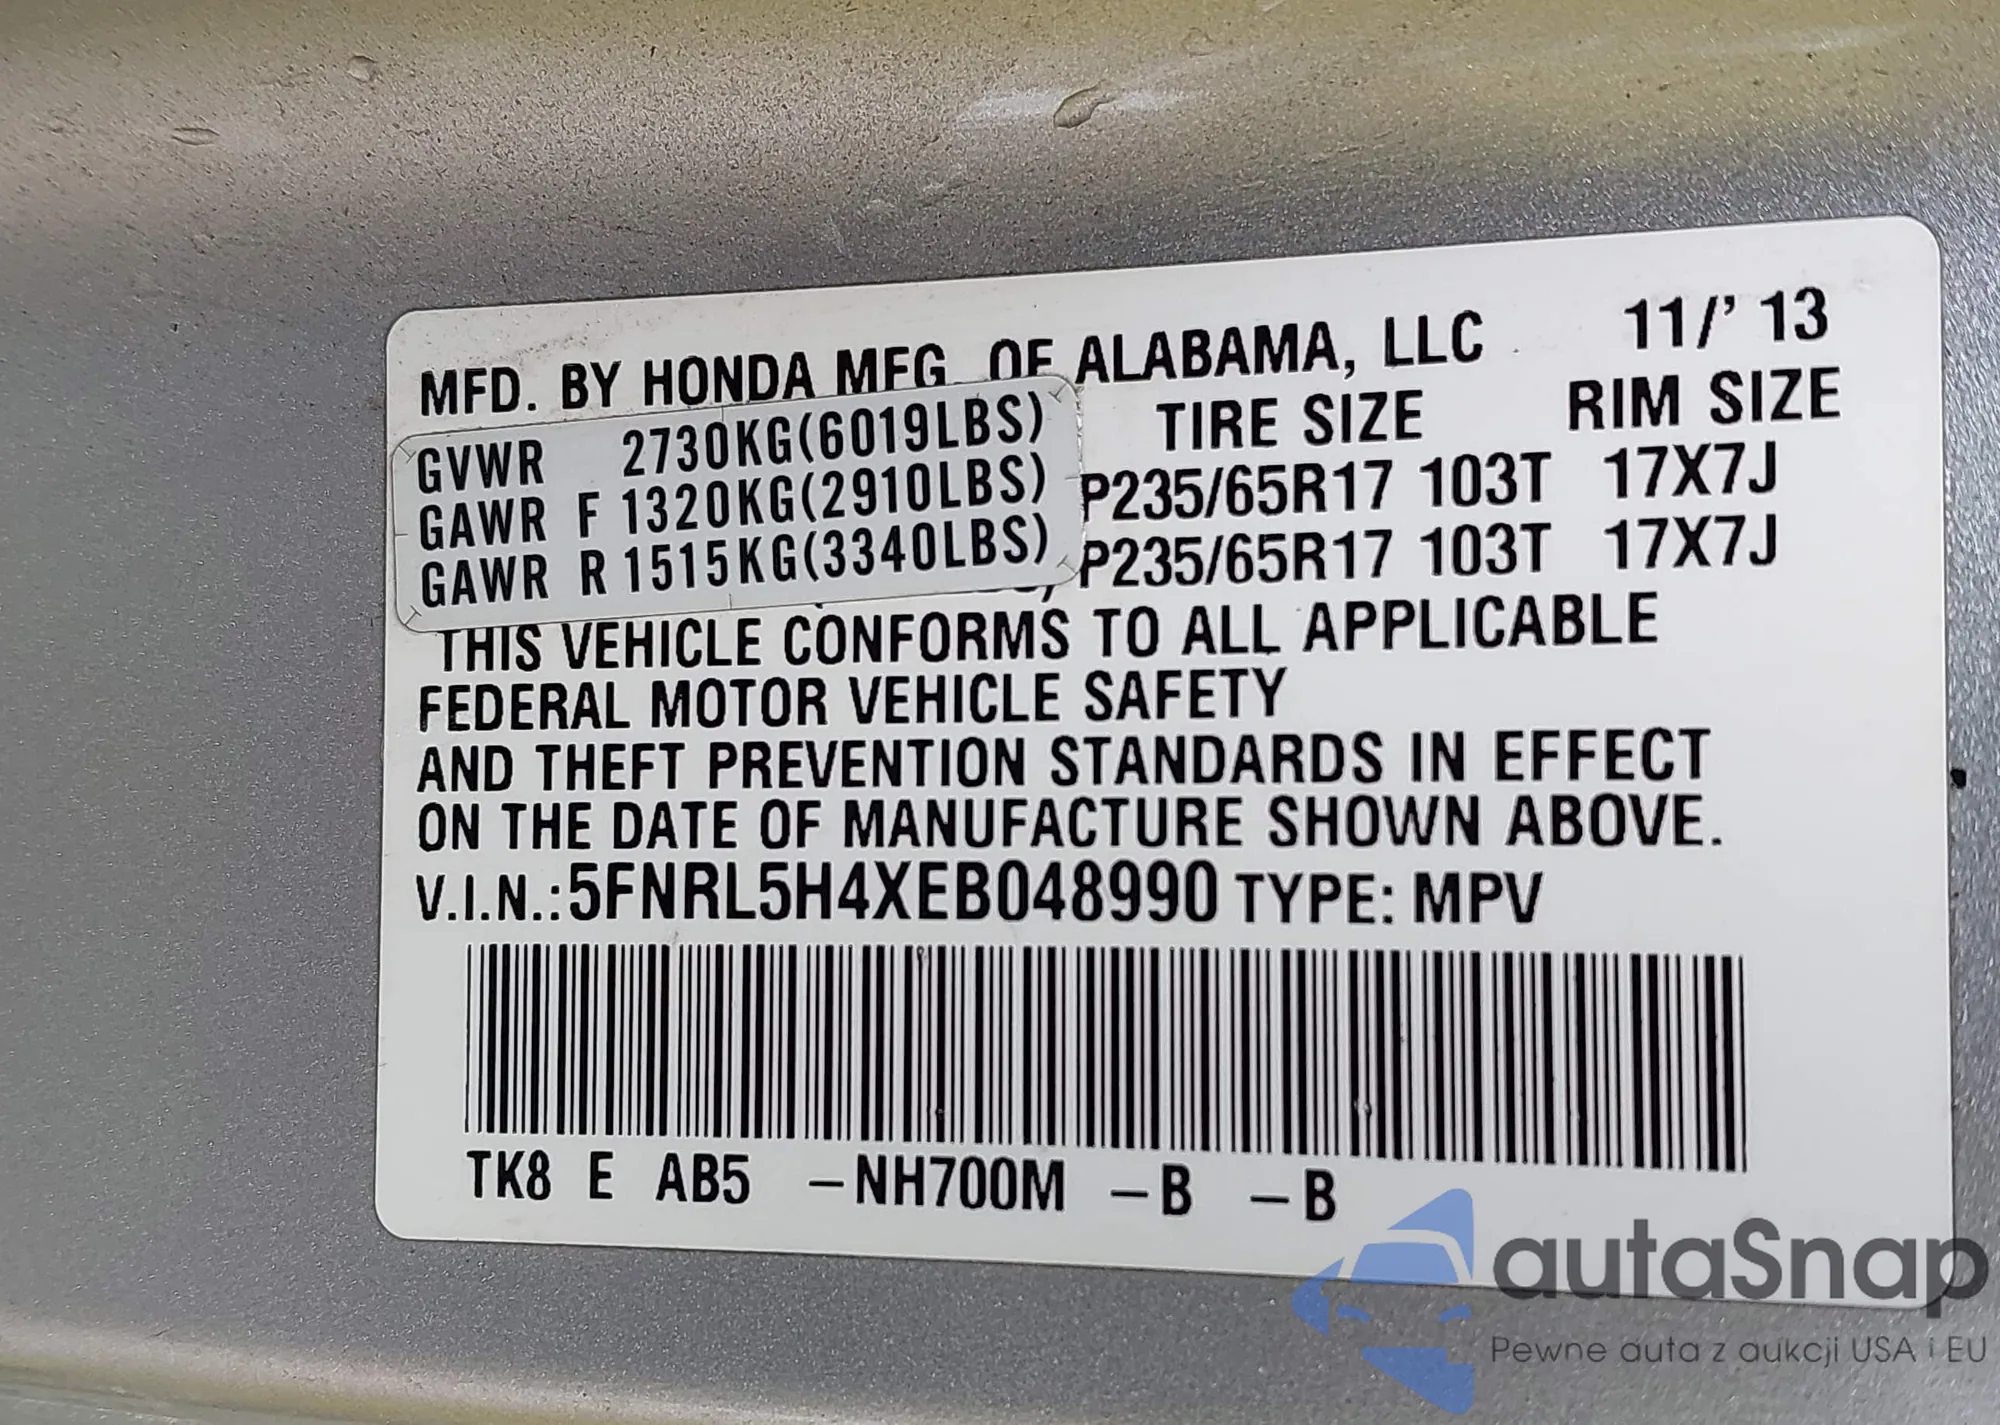 MFD. BY HONDA MFG. OF ALABAMA, LLC 11/'13
TIRE SIZE RIM SIZE
GVWR 2730KG(6019LBS)
GAWR F 1320KG(2910LBS) P235/65R17 103T 17X7J
GAWR R 1515KG(3340LBS) P235/65R17 103T 17X7J
THIS VEHICLE CONFORMS TO ALL APPLICABLE
FEDERAL MOTOR VEHICLE SAFETY
AND THEFT PREVENTION STANDARDS IN EFFECT
ON THE DATE OF MANUFACTURE SHOWN ABOVE.
V.I.N.:5FNRL5H4XEB048990 TYPE: MPV
TK8 E AB5 –NH700M –B –B
autaSnap
Pewne auta z aukcji USA i EU